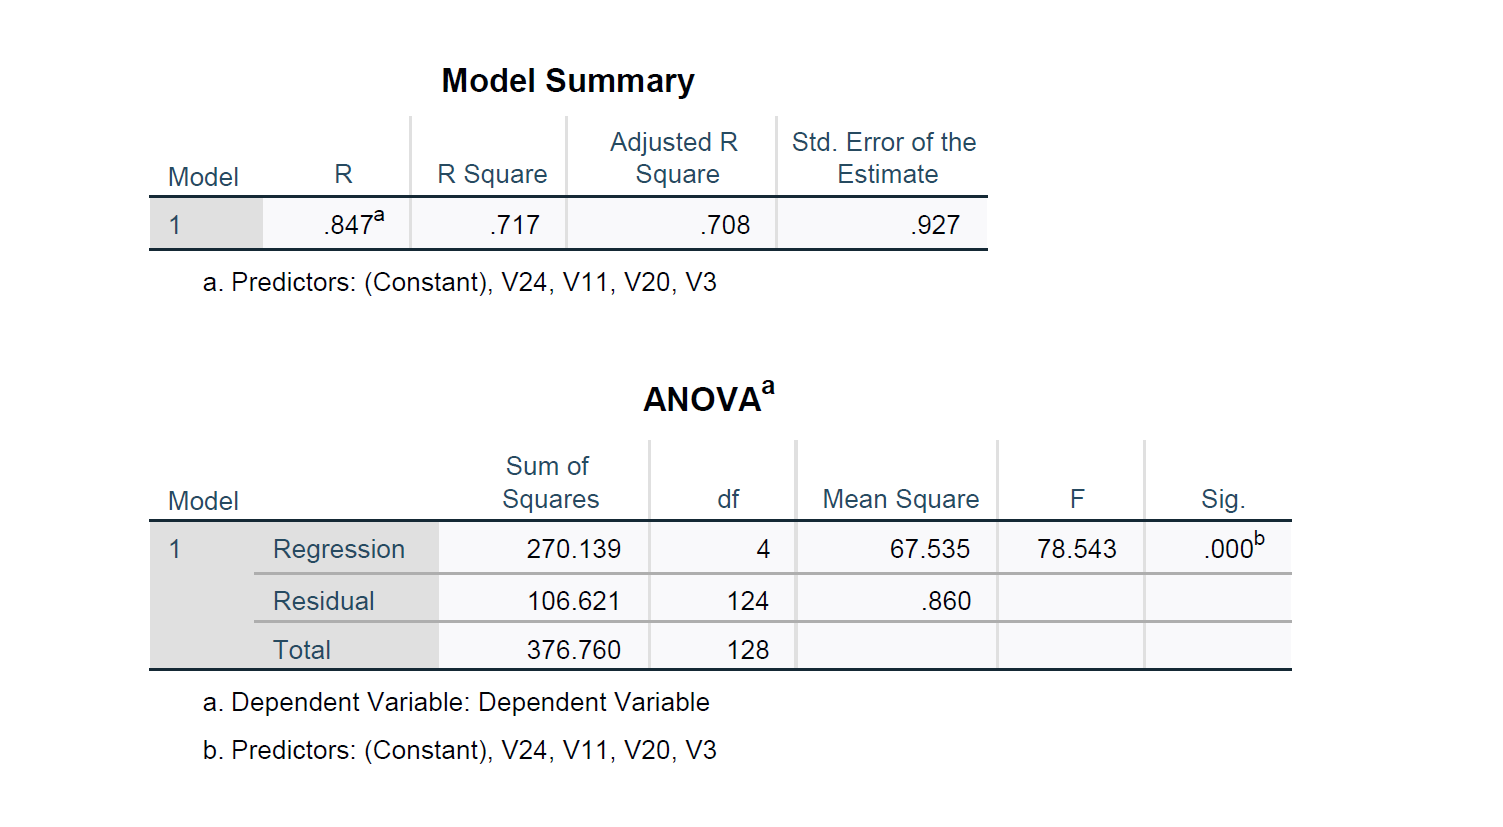 Model Summary
Model R R Square Adjusted R Square Std. Error of the Estimate
1 .847a .717 .708 .927
a. Predictors: (Constant), V24, V11, V20, V3
ANOVAa
Model Sum of Squares df Mean Square F Sig.
1 Regression 270.139 4 67.535 78.543 .000b
Residual 106.621 124 .860
Total 376.760 128
a. Dependent Variable: Dependent Variable
b. Predictors: (Constant), V24, V11, V20, V3